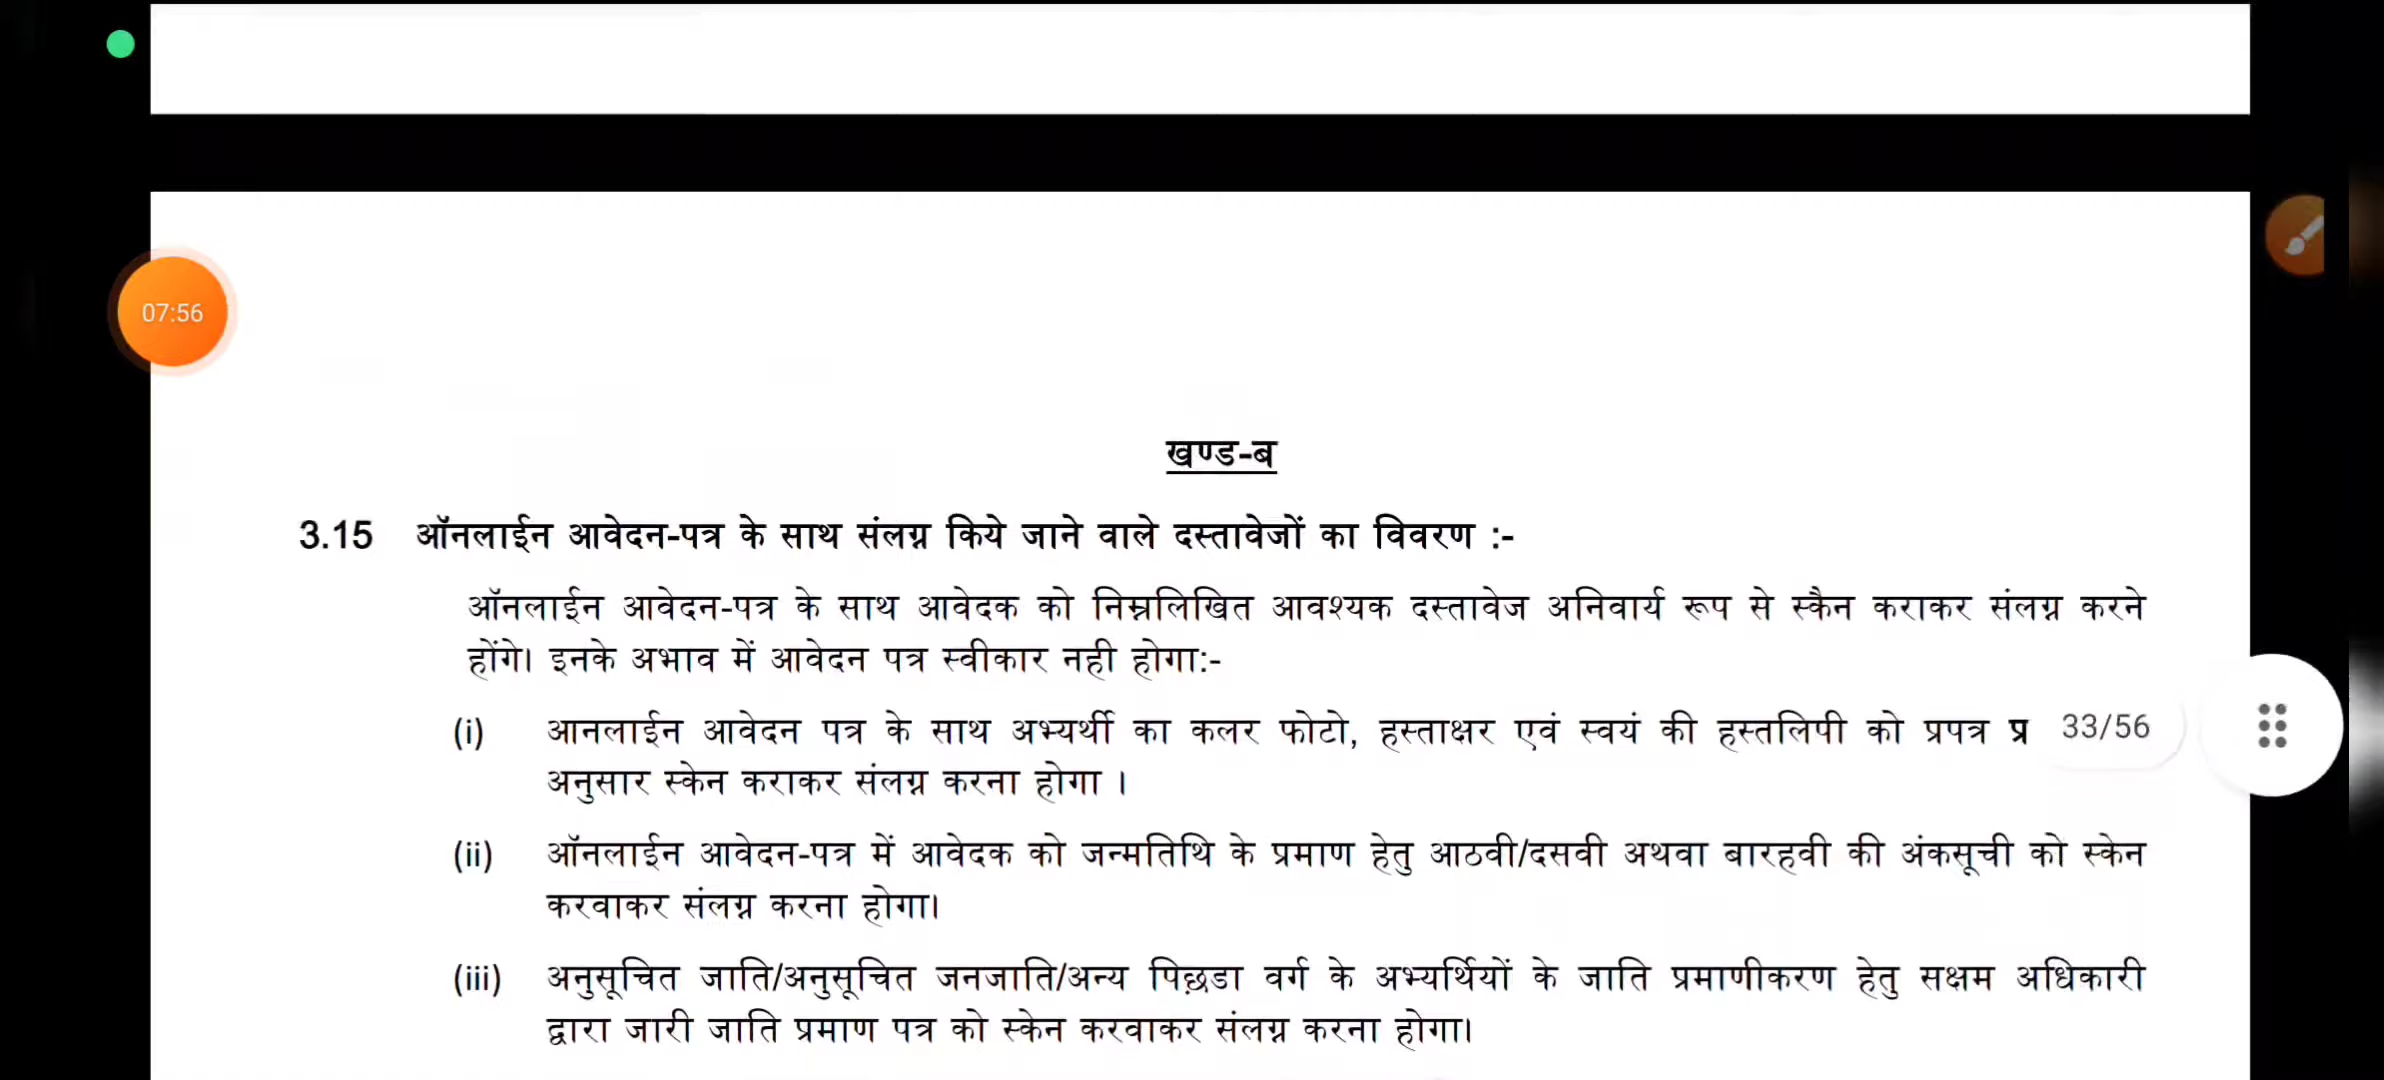 07:56
खण्ड-ब
3.15 ऑनलाईन आवेदन-पत्र के साथ संलग्न किये जाने वाले दस्तावेजों का विवरण :-
ऑनलाईन आवेदन-पत्र के साथ आवेदक को निम्नलिखित आवश्यक दस्तावेज अनिवार्य रूप से स्कैन कराकर संलग्न करने
होंगे। इनके अभाव में आवेदन पत्र स्वीकार नही होगा:-
(i) आनलाईन आवेदन पत्र के साथ अभ्यर्थी का कलर फोटो, हस्ताक्षर एवं स्वयं की हस्तलिपी को प्रपत्र प्र 33/56
अनुसार स्केन कराकर संलग्न करना होगा ।
(ii) ऑनलाईन आवेदन-पत्र में आवेदक को जन्मतिथि के प्रमाण हेतु आठवी/दसवी अथवा बारहवी की अंकसूची को स्केन
करवाकर संलग्न करना होगा।
(iii) अनुसूचित जाति/अनुसूचित जनजाति/अन्य पिछ़डा वर्ग के अभ्यर्थियों के जाति प्रमाणीकरण हेतु सक्षम अधिकारी
द्वारा जारी जाति प्रमाण पत्र को स्केन करवाकर संलग्न करना होगा।